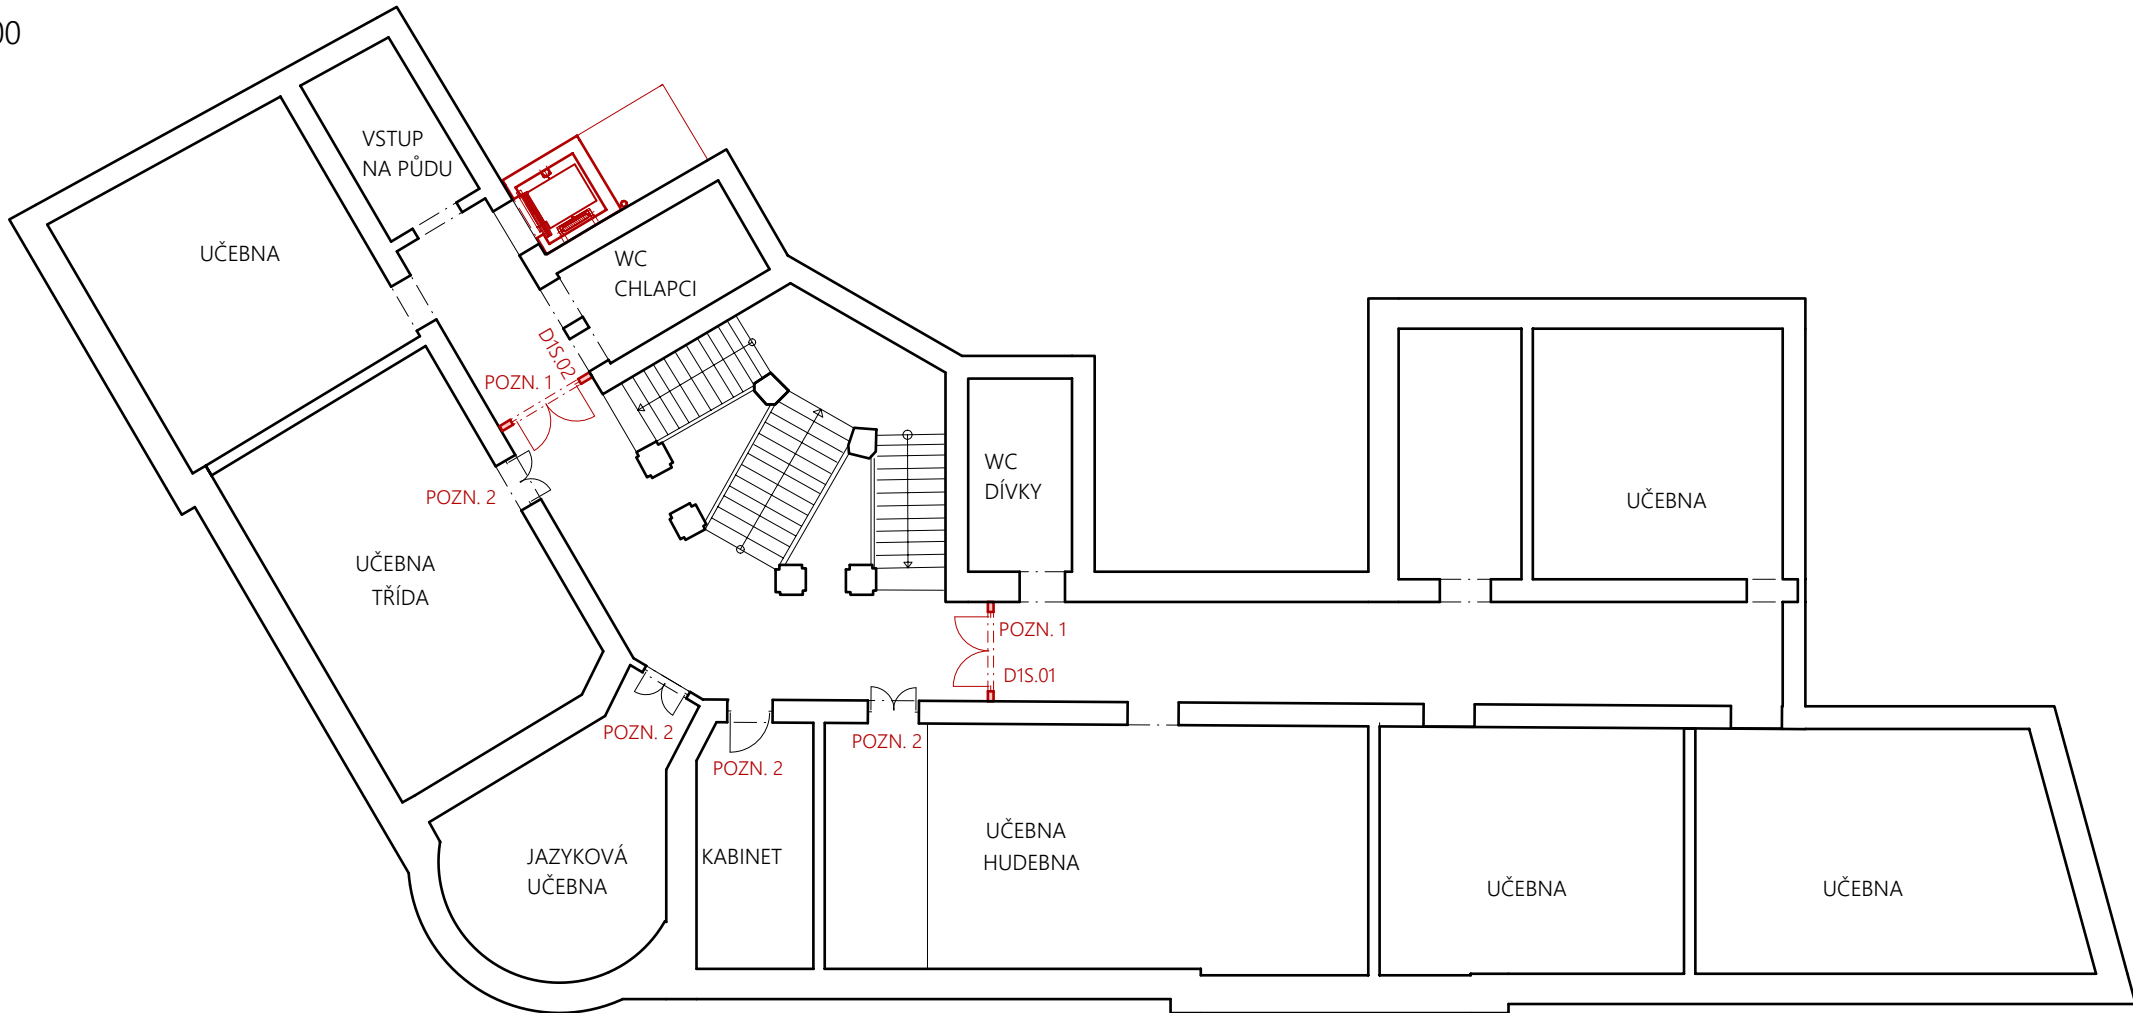 00
VSTUP
NA PŮDU
UČEBNA
WC
CHLAPCI
D1S.02
POZN. 1
POZN. 2
WC
DÍVKY
UČEBNA
UČEBNA
TŘÍDA
POZN. 1
D1S.01
POZN. 2
POZN. 2
POZN. 2
UČEBNA
HUDEBNA
JAZYKOVÁ
UČEBNA
KABINET
UČEBNA
UČEBNA